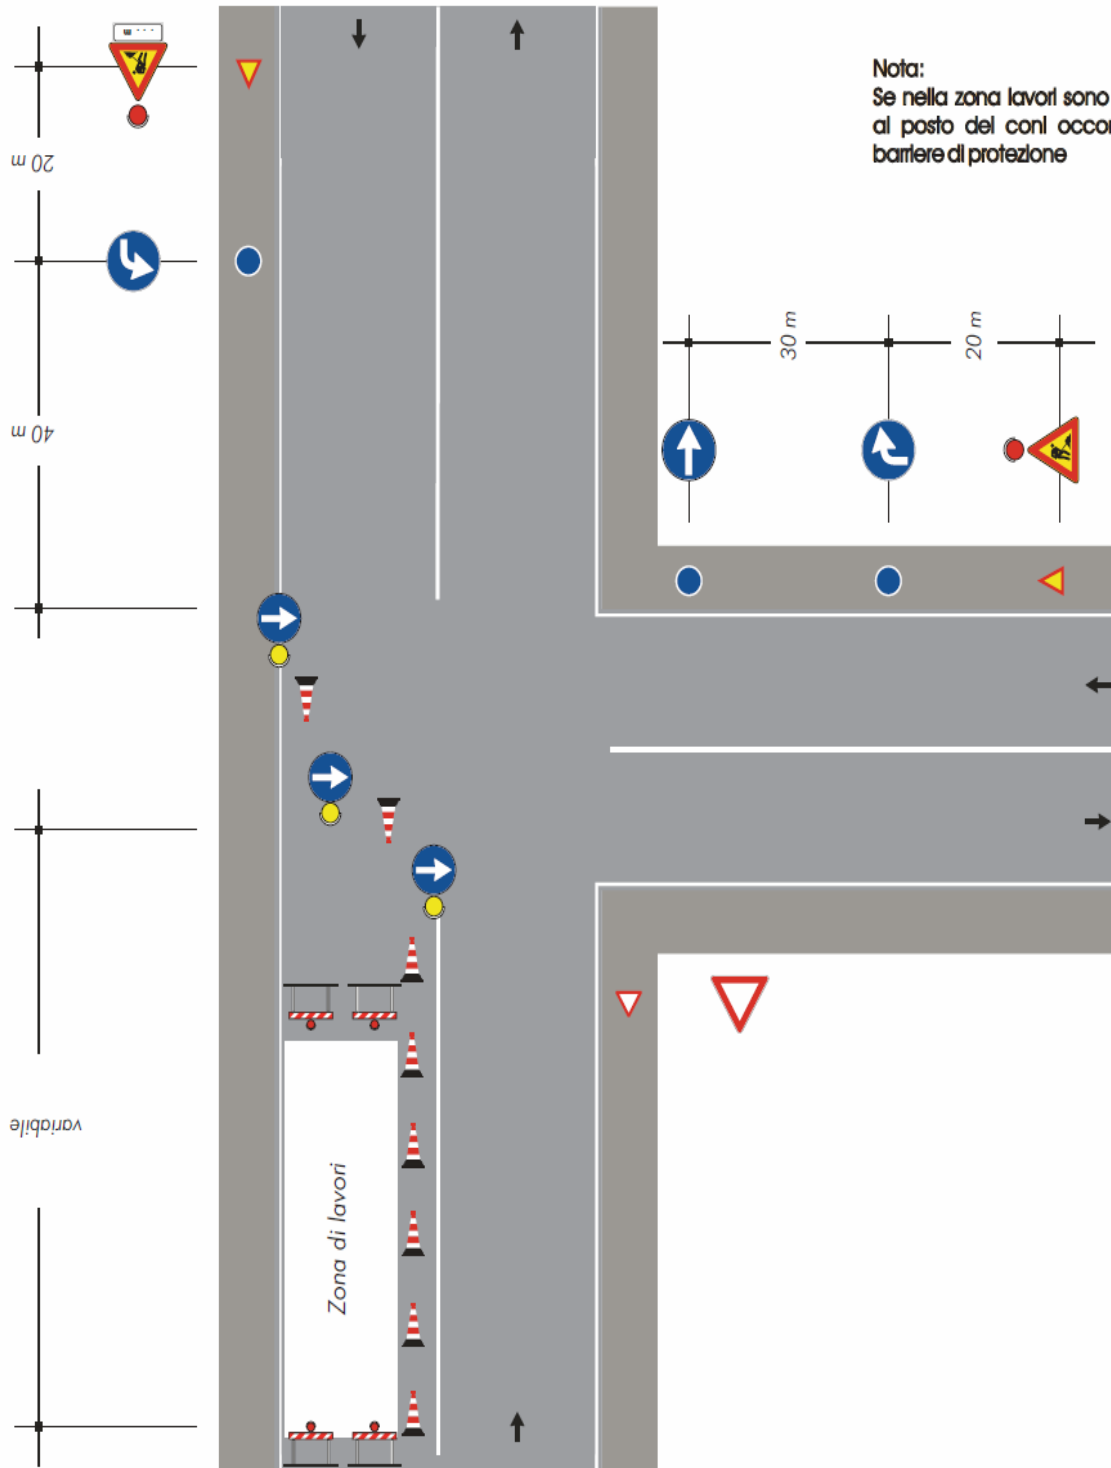 Nota:
Se nella zona lavori sono
al posto dei coni
barriere di protezione
20 m
40 m
variabile
30 m
20 m
Zona di lavori